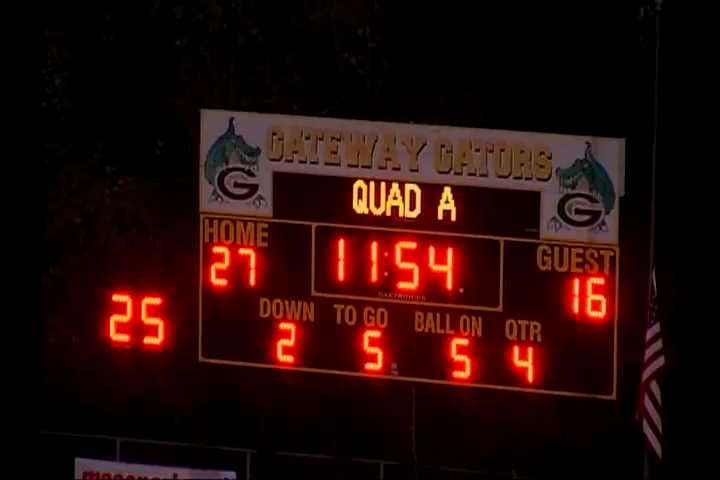 GATEWAY GATORS
G G
QUAD A
HOME 11:54 GUEST
27 16
DAKTRONICS
DOWN TO GO BALL ON QTR
2 5 5 4
25